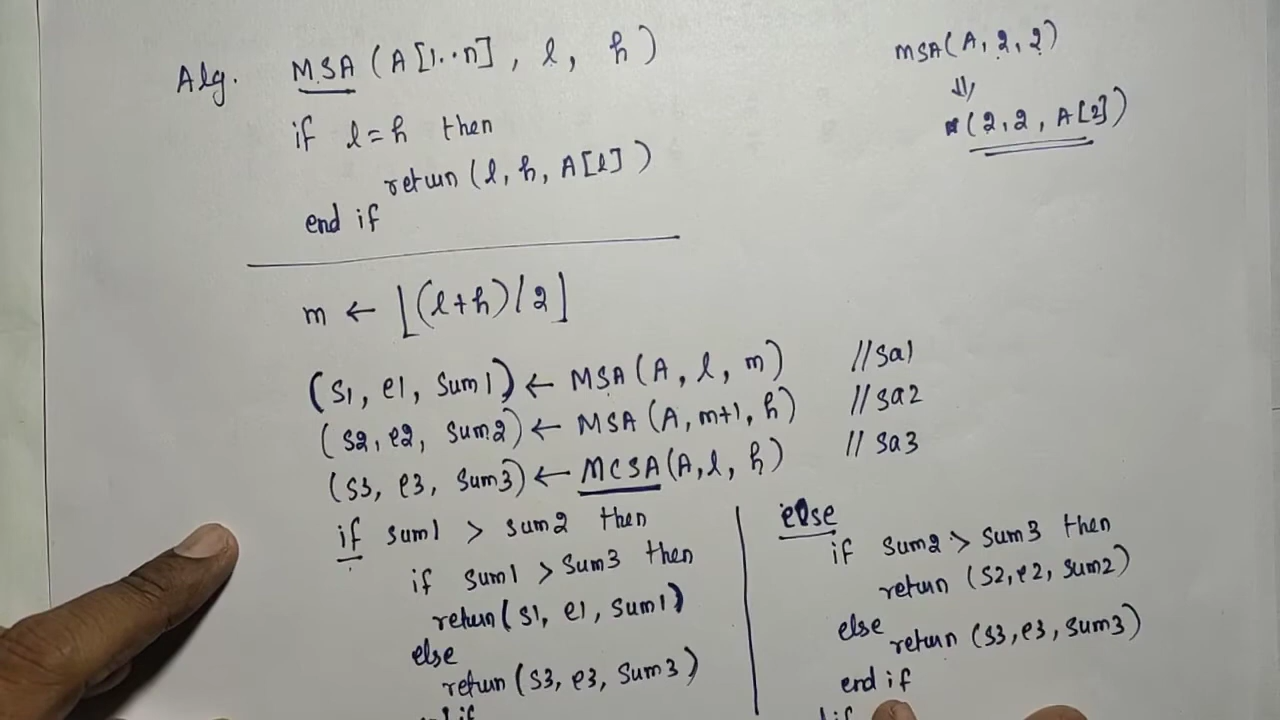 Alg. MSA (A[1..n], l, h)
if l=h then
return (l, h, A[l])
end if
MSA(A, 2, 2)
⇓
(2, 2, A[2])
m ← ⌊(l+h)/2⌋
(s1, e1, sum1) ← MSA(A, l, m) //sa1
(s2, e2, sum2) ← MSA (A, m+1, h) //sa2
(s3, e3, sum3) ← MCSA(A, l, h) //sa3
if sum1 > sum2 then
if sum1 > sum3 then
return (s1, e1, sum1)
else
return (s3, e3, sum3)
else
if sum2 > sum3 then
return (s2, e2, sum2)
else
return (s3, e3, sum3)
end if